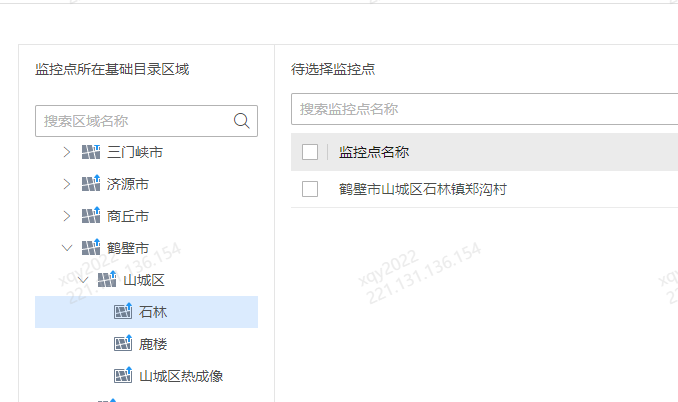 监控点所在基础目录区域
搜索区域名称
三门峡市
济源市
商丘市
鹤壁市
山城区
石林
鹿楼
山城区热成像
待选择监控点
搜索监控点名称
监控点名称
鹤壁市山城区石林镇郑沟村
xqy2022
221.131.136.154
xqy2022
221.131.136.154